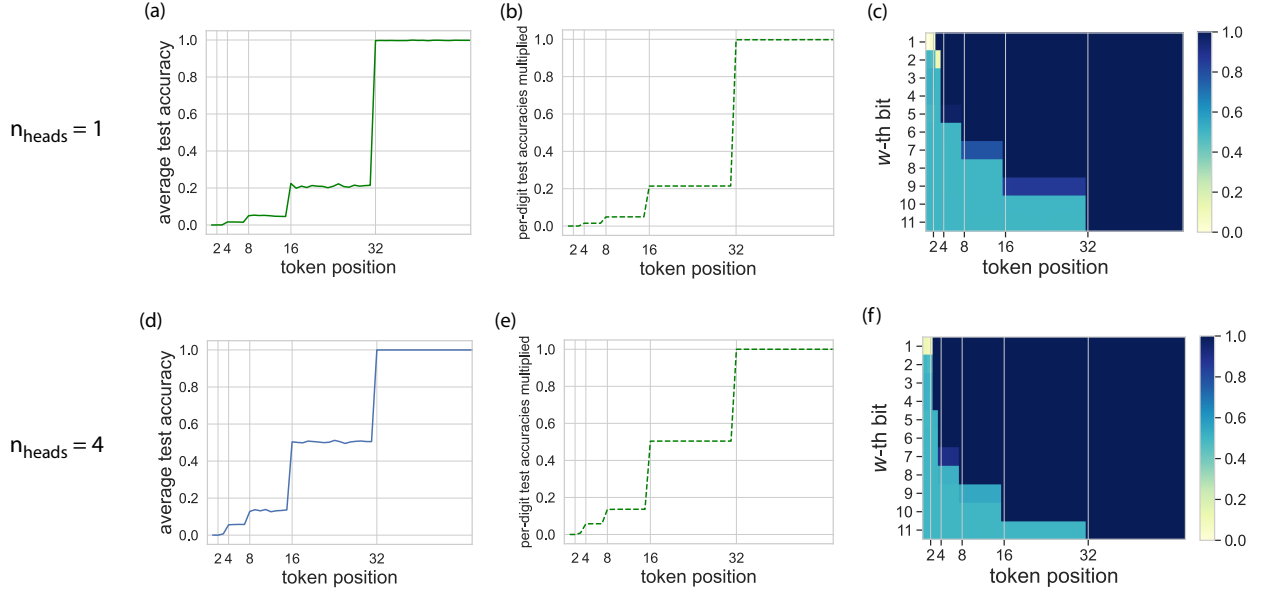 (a)
(b)
(c)
n_heads = 1
average test accuracy
1.0
0.8
0.6
0.4
0.2
0.0
2 4 8 16 32
token position
per-digit test accuracies multiplied
1.0
0.8
0.6
0.4
0.2
0.0
2 4 8 16 32
token position
w-th bit
1
2
3
4
5
6
7
8
9
10
11
2 4 8 16 32
token position
1.0
0.8
0.6
0.4
0.2
0.0
(d)
(e)
(f)
n_heads = 4
average test accuracy
1.0
0.8
0.6
0.4
0.2
0.0
2 4 8 16 32
token position
per-digit test accuracies multiplied
1.0
0.8
0.6
0.4
0.2
0.0
2 4 8 16 32
token position
w-th bit
1
2
3
4
5
6
7
8
9
10
11
2 4 8 16 32
token position
1.0
0.8
0.6
0.4
0.2
0.0